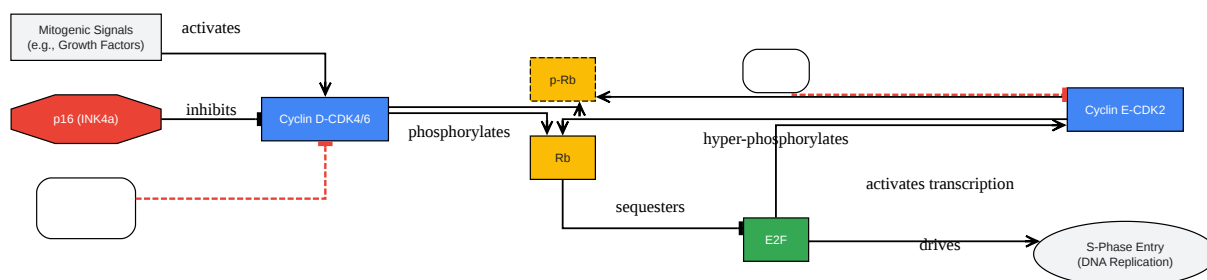 Mitogenic Signals
(e.g., Growth Factors)
activates
p-Rb
p16 (INK4a)
inhibits
Cyclin D-CDK4/6
phosphorylates
Cyclin E-CDK2
hyper-phosphorylates
Rb
activates transcription
sequesters
E2F
drives
S-Phase Entry
(DNA Replication)